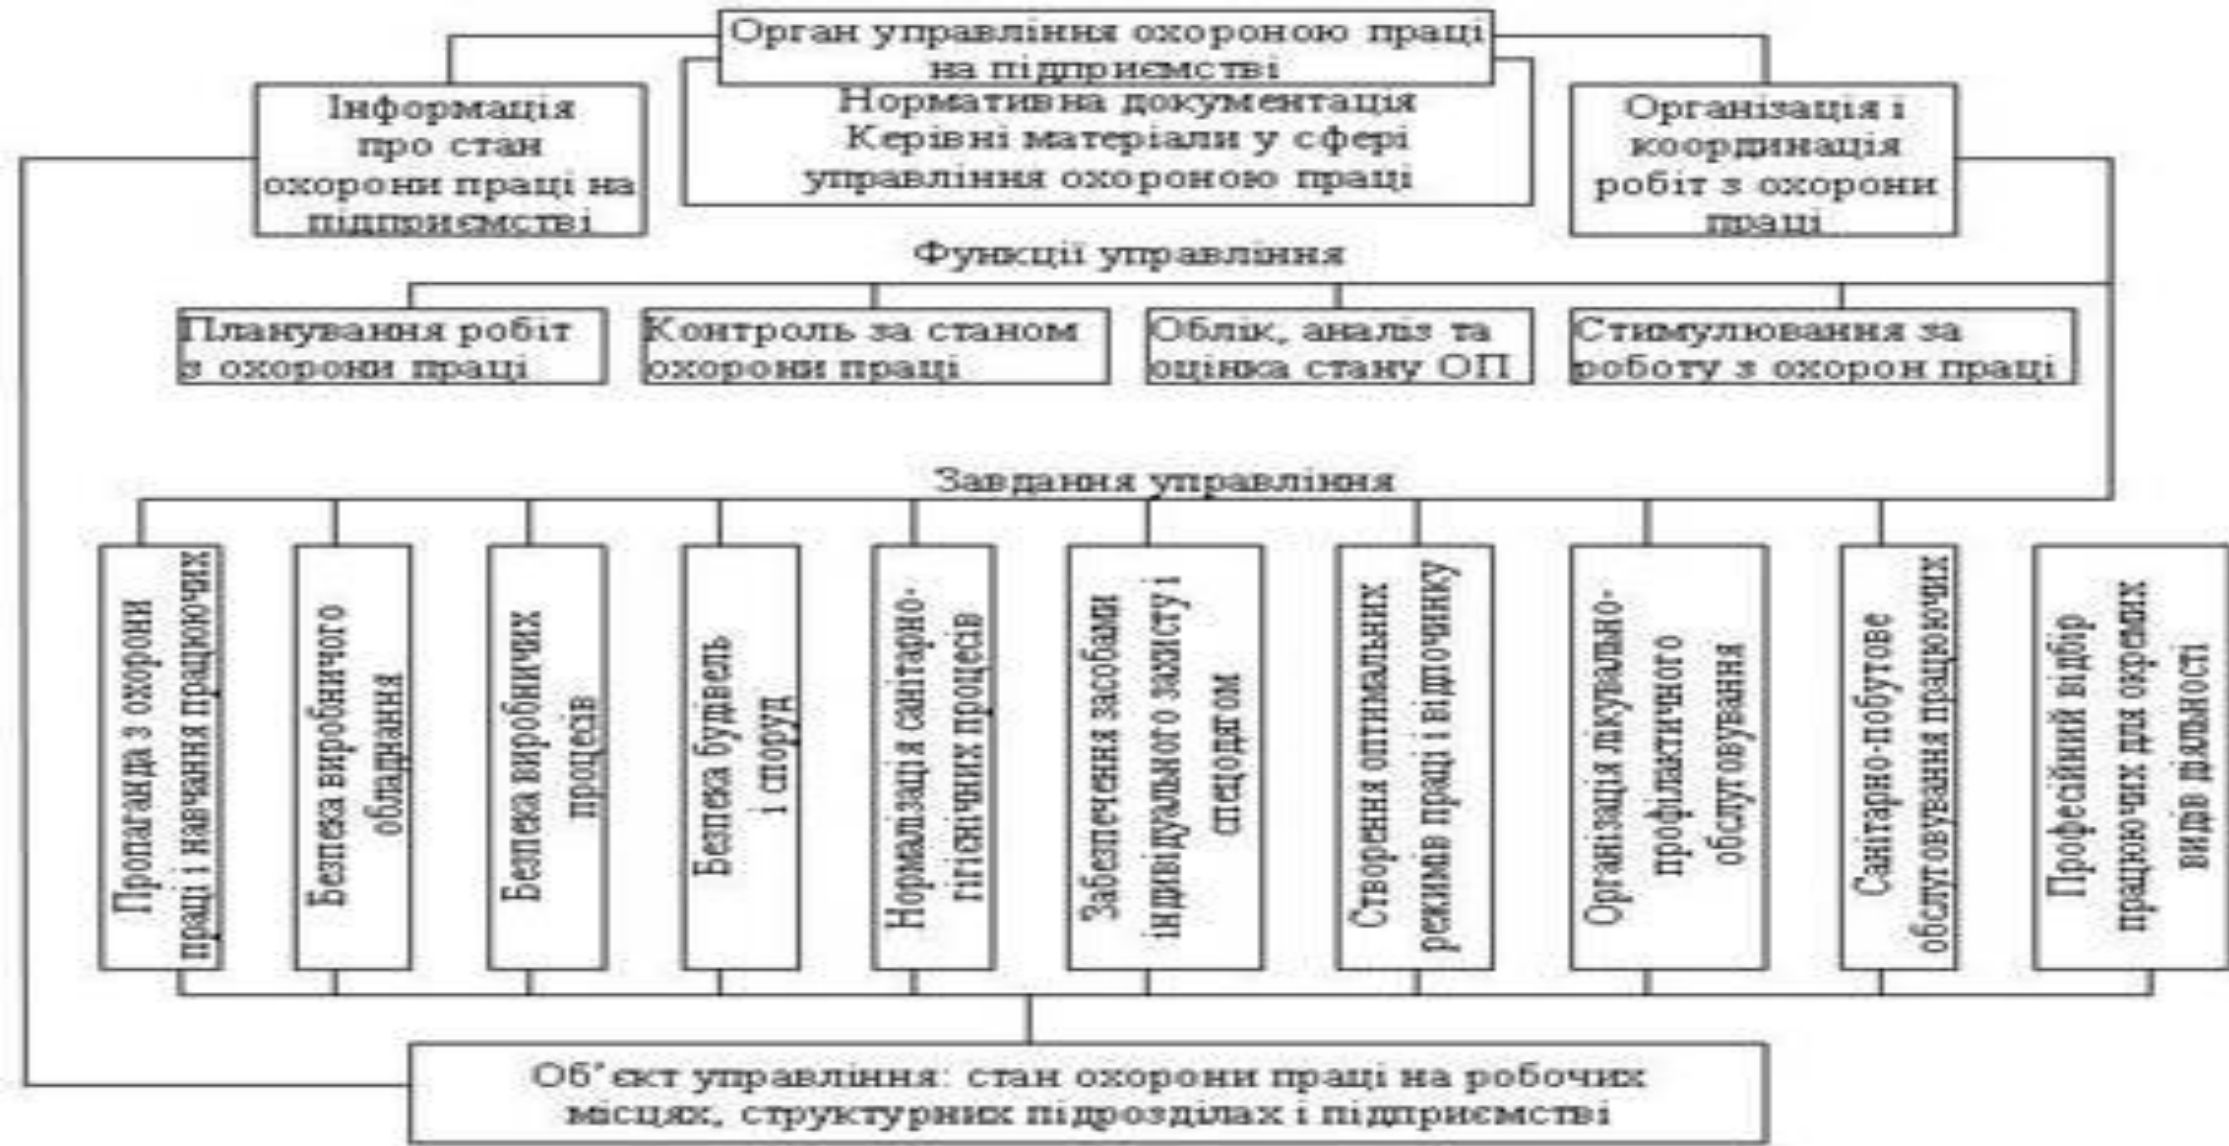 Орган управління охороною праці
на підприємстві
Інформація
про стан
охорони праці на
підприємстві
Нормативна документація
Керівні матеріали у сфері
управління охороною праці
Організація і
координація
робіт з охорони
праці
Функції управління
Планування робіт
з охорони праці
Контроль за станом
охорони праці
Облік, аналіз та
оцінка стану ОП
Стимулювання за
роботу з охорон праці
Завдання управління
Пропаганда з охорони
праці і навчання працюючих
Безпека виробничого
обладнання
Безпека виробничих
процесів
Безпека будівель
і споруд
Нормалізація санітарно-
гігієнічних процесів
Забезпечення засобами
індивідуального захисту і
спецодягом
Створення оптимальних
режимів праці і відпочинку
Організація лікувально-
профілактичного
обслуговування
Санітарно-побутове
обслуговування працюючих
Професійний відбір
працюючих для окремих
видів діяльності
Об’єкт управління: стан охорони праці на робочих
місцях, структурних підрозділах і підприємстві